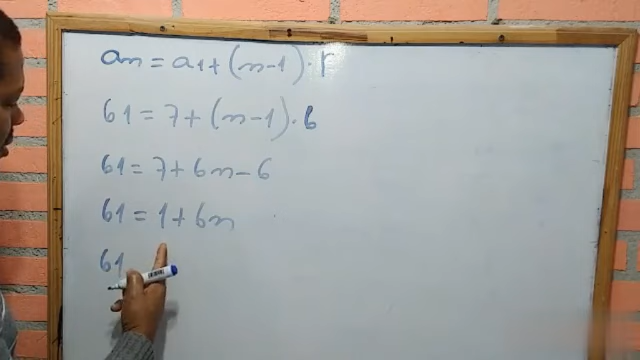 an = a1 + (n-1) · r
61 = 7 + (n-1) · 6
61 = 7 + 6n - 6
61 = 1 + 6n
61